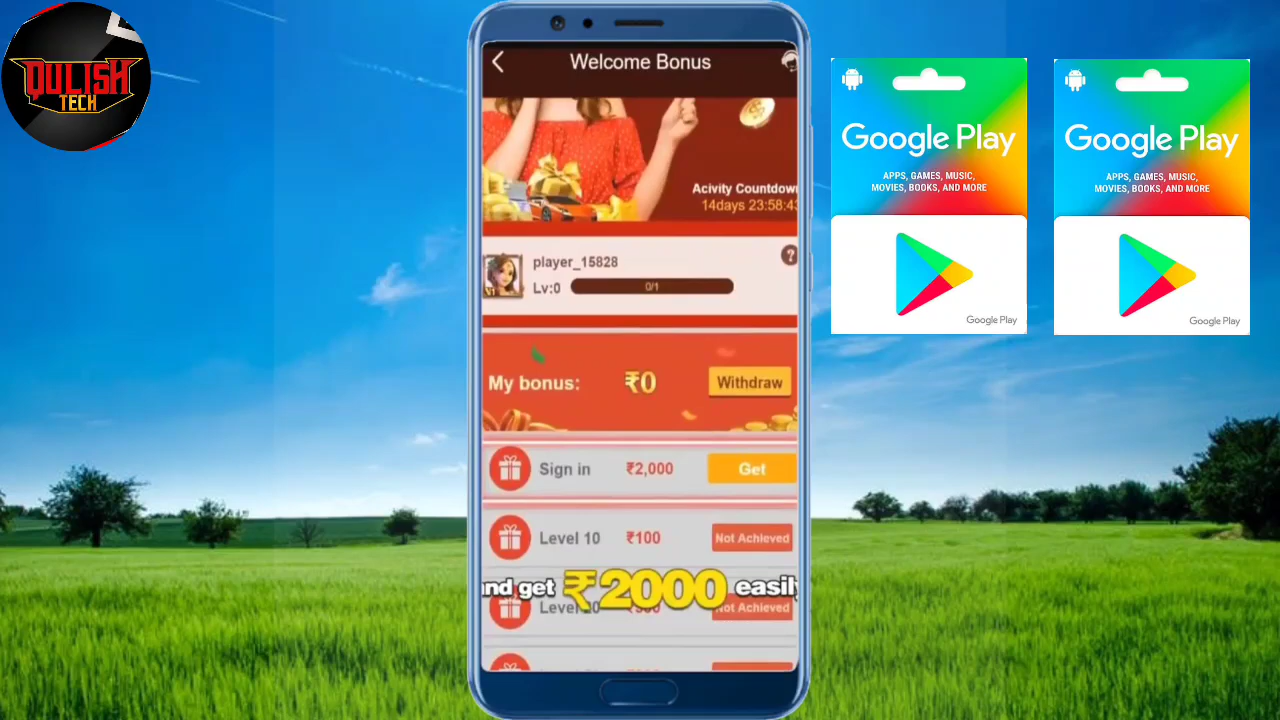 QULISH
TECH
Welcome Bonus
Acivity Countdown
14days 23:58:43
player_15828
Lv:0
0/1
?
My bonus:
₹0
Withdraw
Sign in
₹2,000
Get
Level 10
₹100
Not Achieved
and get ₹2000 easily
Not Achieved
Google Play
APPS, GAMES, MUSIC,
MOVIES, BOOKS, AND MORE
Google Play
Google Play
APPS, GAMES, MUSIC,
MOVIES, BOOKS, AND MORE
Google Play